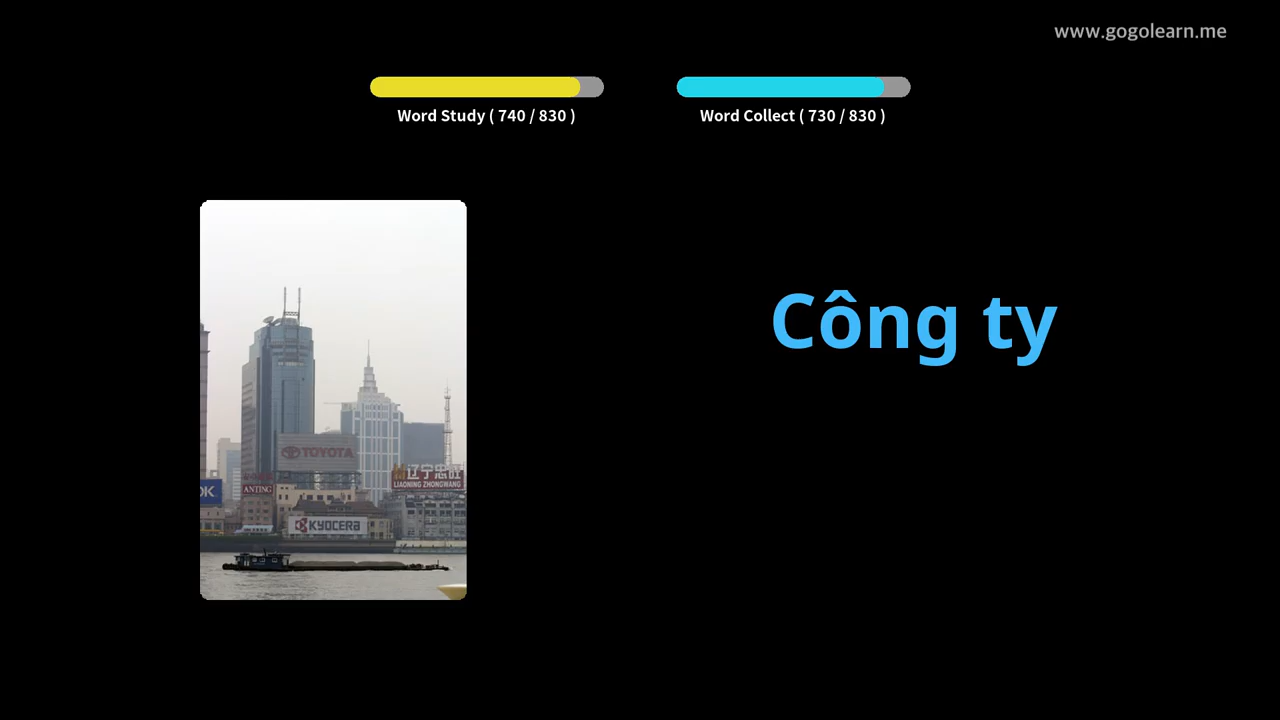 www.gogolearn.me
Word Study ( 740 / 830 )
Word Collect ( 730 / 830 )
Công ty
TOYOTA
辽宁忠旺
LIAONING ZHONGWANG
OK
ANTING
KYOCERA